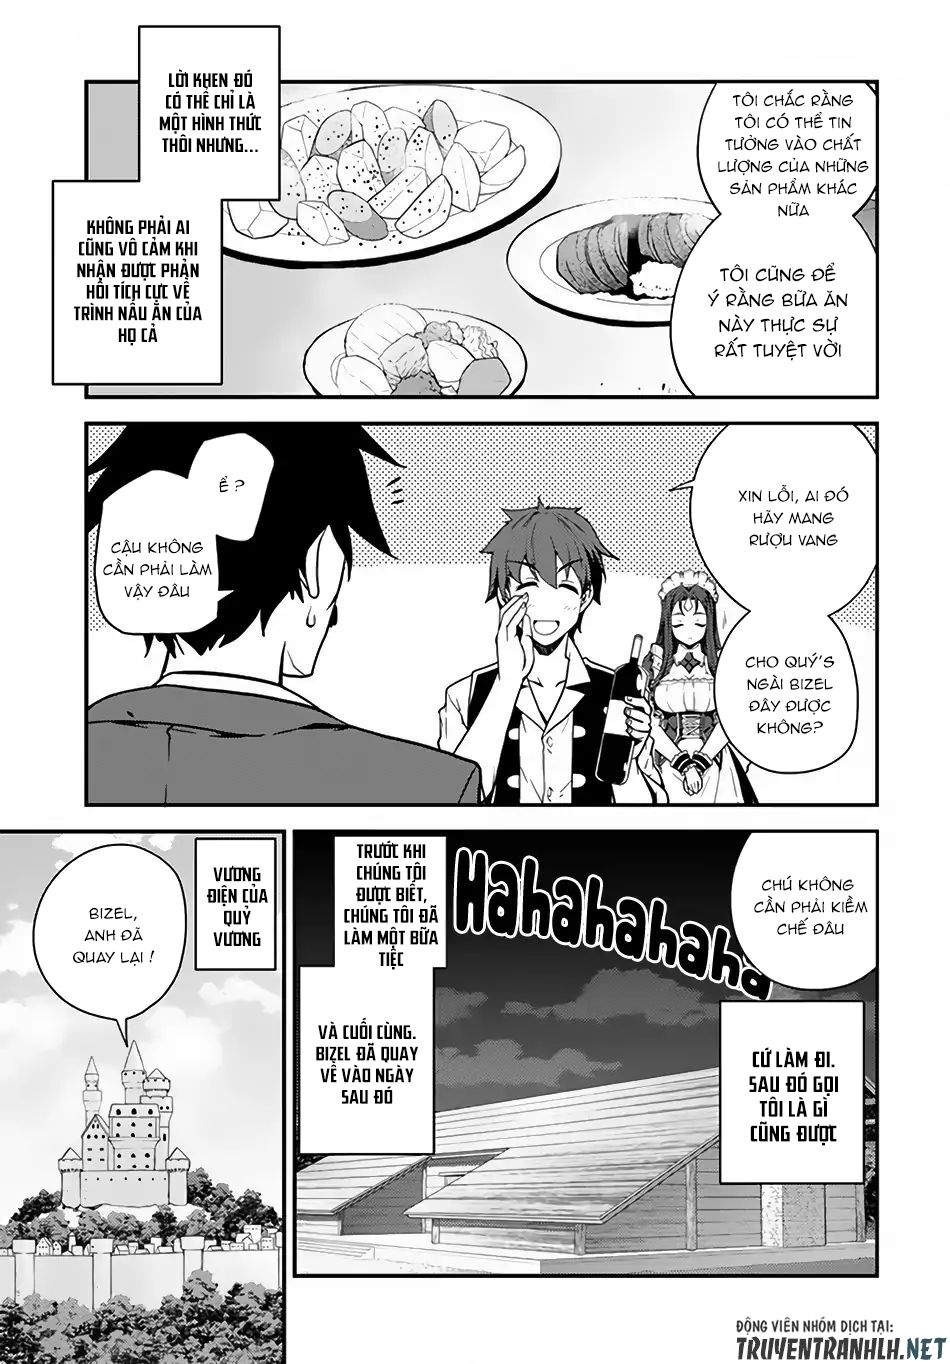 TÔI CHẮC RẰNG
TÔI CÓ THỂ TIN
TƯỞNG VÀO CHẤT
LƯỢNG CỦA NHỮNG
SẢN PHẨM KHÁC
NỮA
TÔI CŨNG ĐỂ
Ý RẰNG BỮA ĂN
NÀY THỰC SỰ
RẤT TUYỆT VỜI
LỜI KHEN ĐÓ
CÓ THỂ CHỈ LÀ
MỘT HÌNH THỨC
THÔI NHƯNG...
KHÔNG PHẢI AI
CŨNG VÔ CẢM KHI
NHẬN ĐƯỢC PHẢN
HỒI TÍCH CỰC VỀ
TRÌNH NẤU ĂN CỦA
HỌ CẢ
XIN LỖI, AI ĐÓ
HÃY MANG
RƯỢU VANG
CHO QUÝ'S
NGÀI BIZEL
ĐÂY ĐƯỢC
KHÔNG?
Ể ?
CẬU KHÔNG
CẦN PHẢI LÀM
VẬY ĐÂU
CHÚ KHÔNG
CẦN PHẢI KIỀM
CHẾ ĐÂU
Hahahahahaha
CỨ LÀM ĐI.
SAU ĐÓ GỌI
TÔI LÀ GÌ
CŨNG ĐƯỢC
TRƯỚC KHI
CHÚNG TÔI
ĐƯỢC BIẾT,
CHÚNG TÔI ĐÃ
LÀM MỘT BỮA
TIỆC
VÀ CUỐI CÙNG.
BIZEL ĐÃ QUAY
VỀ VÀO NGÀY
SAU ĐÓ
VƯƠNG
ĐIỆN CỦA
QUỶ
VƯƠNG
BIZEL,
ANH ĐÃ
QUAY LẠI !
ĐỘNG VIÊN NHÓM DỊCH TẠI:
TRUYENTRANHLH.NET